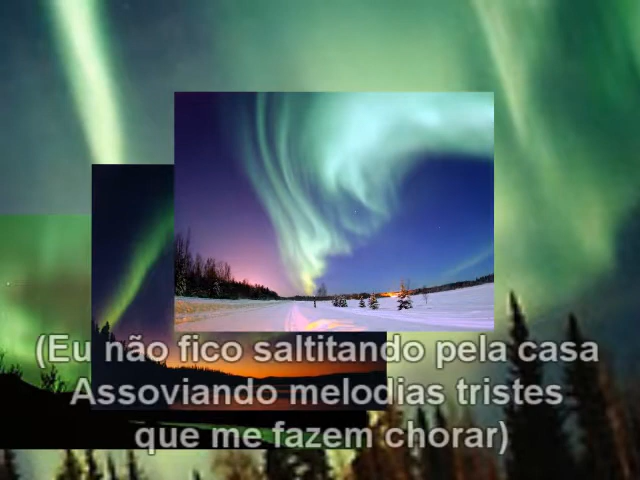 (Eu não fico saltitando pela casa
Assoviando melodias tristes
que me fazem chorar)